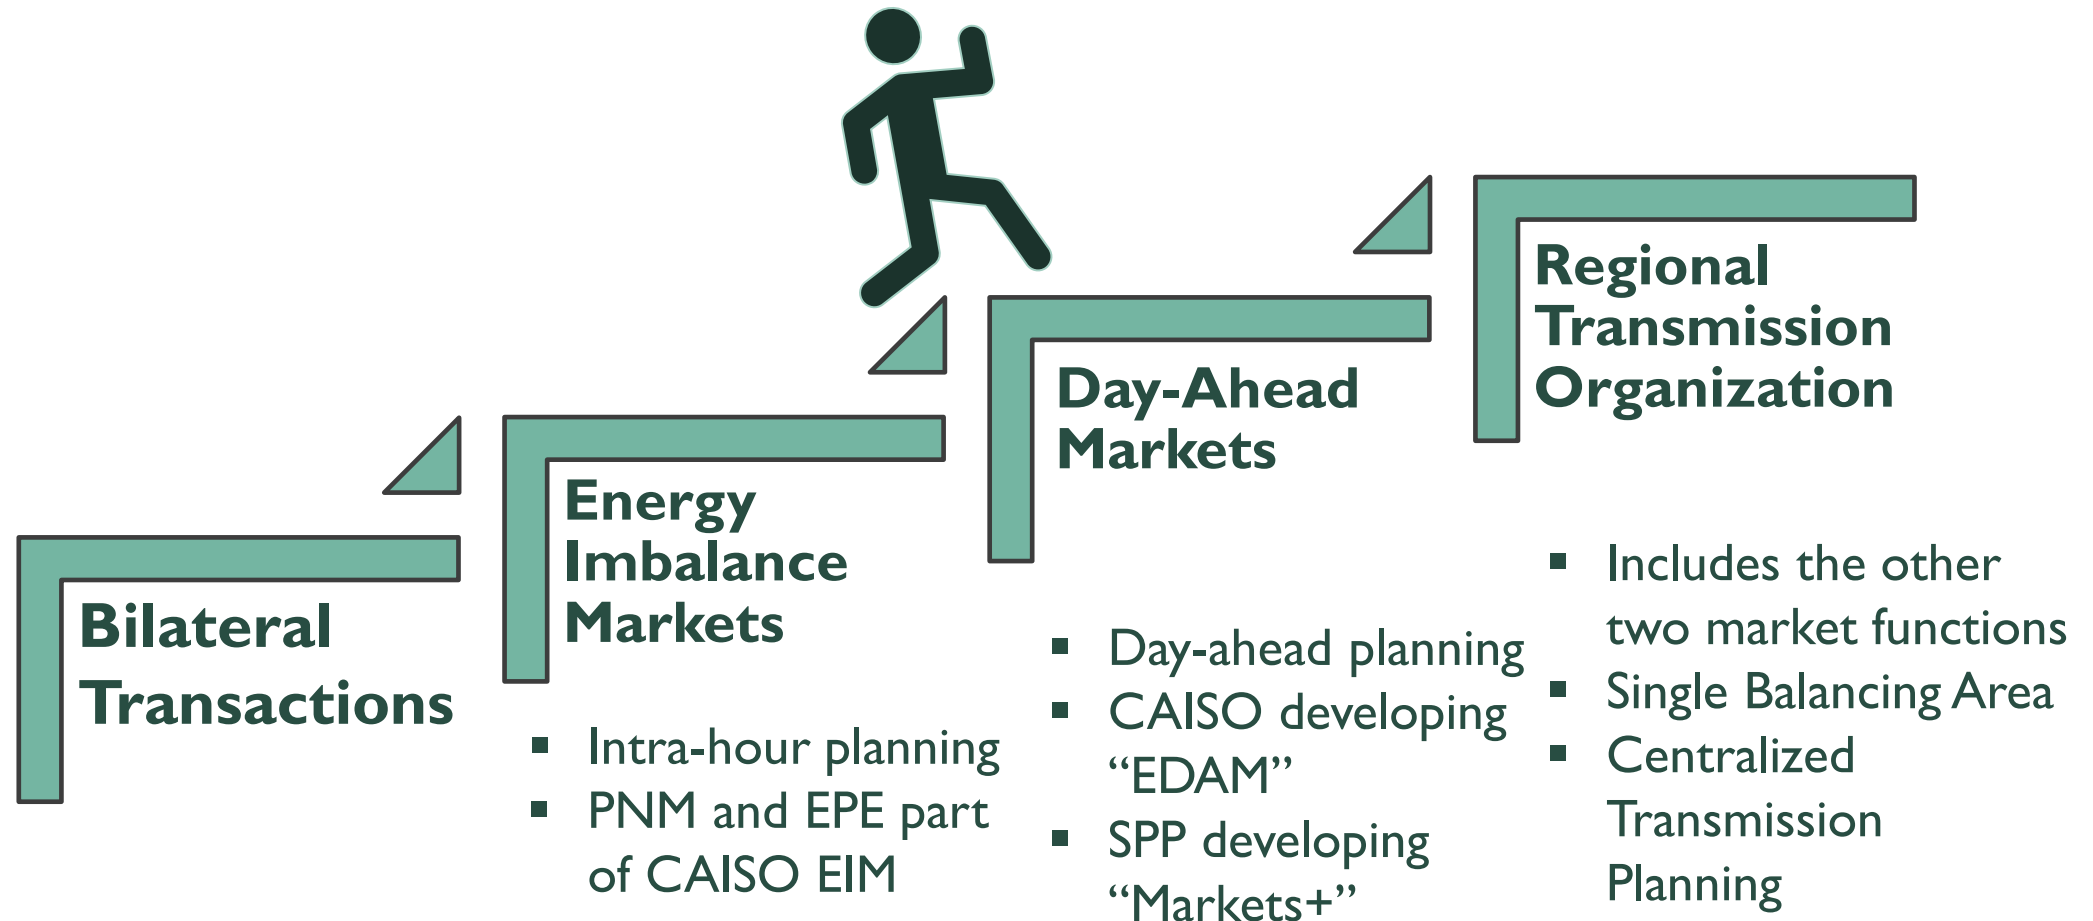 Bilateral
Transactions
Energy
Imbalance
Markets
▪ Intra-hour planning
▪ PNM and EPE part
of CAISO EIM
Day-Ahead
Markets
▪ Day-ahead planning
▪ CAISO developing
“EDAM”
▪ SPP developing
“Markets+”
Regional
Transmission
Organization
▪ Includes the other
two market functions
▪ Single Balancing Area
▪ Centralized
Transmission
Planning